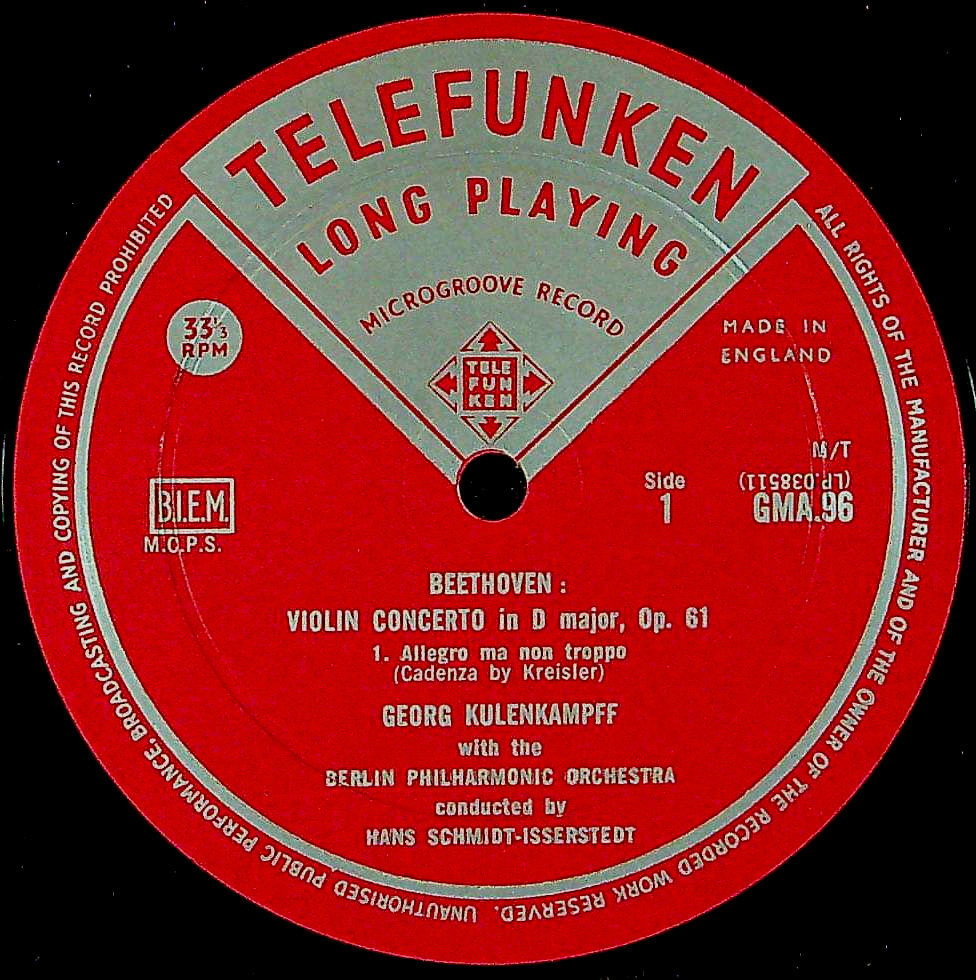 TELEFUNKEN
LONG PLAYING
MICROGROOVE RECORD
TELE
FUN
KEN
33⅓
RPM
MADE IN
ENGLAND
M/T
(LP.038511)
Side
1
GMA.96
B.I.E.M.
M.C.P.S.
BEETHOVEN :
VIOLIN CONCERTO in D major, Op. 61
1. Allegro ma non troppo
(Cadenza by Kreisler)
GEORG KULENKAMPFF
with the
BERLIN PHILHARMONIC ORCHESTRA
conducted by
HANS SCHMIDT-ISSERSTEDT
ALL RIGHTS OF THE MANUFACTURER AND OF THE OWNER OF THE RECORDED WORK RESERVED. UNAUTHORISED PUBLIC PERFORMANCE, BROADCASTING AND COPYING OF THIS RECORD PROHIBITED